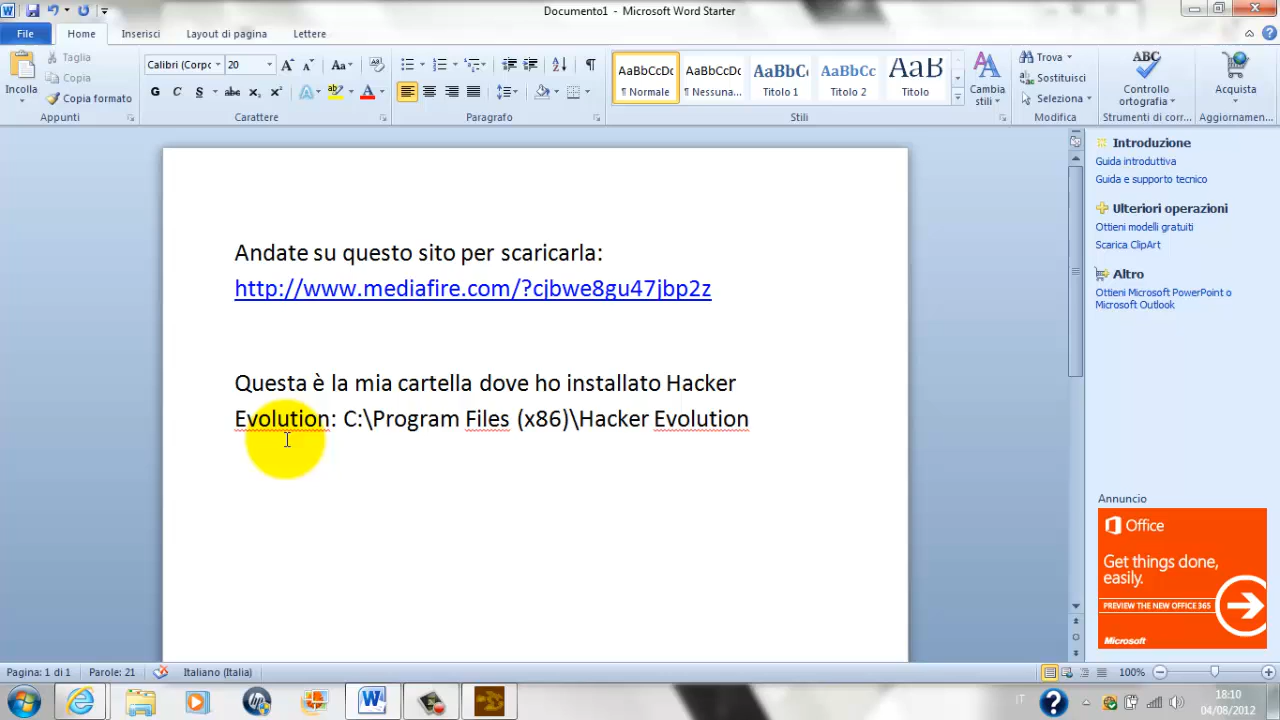 Documento1 - Microsoft Word Starter
File Home Inserisci Layout di pagina Lettere
Incolla
Taglia
Copia
Copia formato
Appunti
Calibri (Corpo 20
Carattere
Paragrafo
AaBbCcDc AaBbCcDc AaBbC AaBbCc AaB
¶ Normale ¶ Nessuna... Titolo 1 Titolo 2 Titolo
Stili
Cambia stili
Trova
Sostituisci
Seleziona
Modifica
ABC
Controllo ortografia
Strumenti di corr...
Acquista
Aggiornamen...
Andate su questo sito per scaricarla:
http://www.mediafire.com/?cjbwe8gu47jbp2z
Questa è la mia cartella dove ho installato Hacker
Evolution: C:\Program Files (x86)\Hacker Evolution
Introduzione
Guida introduttiva
Guida e supporto tecnico
Ulteriori operazioni
Ottieni modelli gratuiti
Scarica ClipArt
Altro
Ottieni Microsoft PowerPoint o
Microsoft Outlook
Annuncio
Office
Get things done,
easily.
PREVIEW THE NEW OFFICE 365
Microsoft
Pagina: 1 di 1 Parole: 21 Italiano (Italia) 100%
IT
18:10
04/08/2012